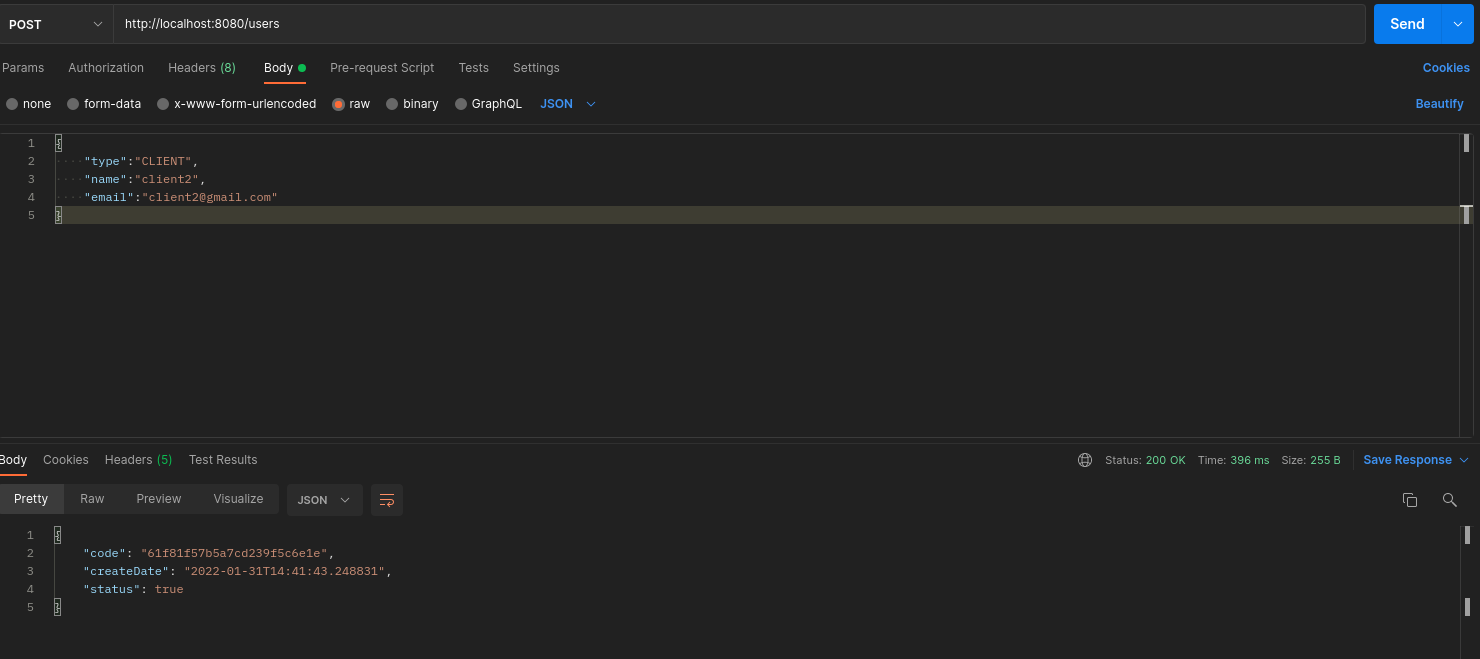 POST http://localhost:8080/users Send
Params Authorization Headers (8) Body Pre-request Script Tests Settings Cookies
none form-data x-www-form-urlencoded raw binary GraphQL JSON Beautify
1 {
2 "type":"CLIENT",
3 "name":"client2",
4 "email":"client2@gmail.com"
5 }
Body Cookies Headers (5) Test Results Status: 200 OK Time: 396 ms Size: 255 B Save Response
Pretty Raw Preview Visualize JSON
1 {
2 "code": "61f81f57b5a7cd239f5c6e1e",
3 "createDate": "2022-01-31T14:41:43.248831",
4 "status": true
5 }